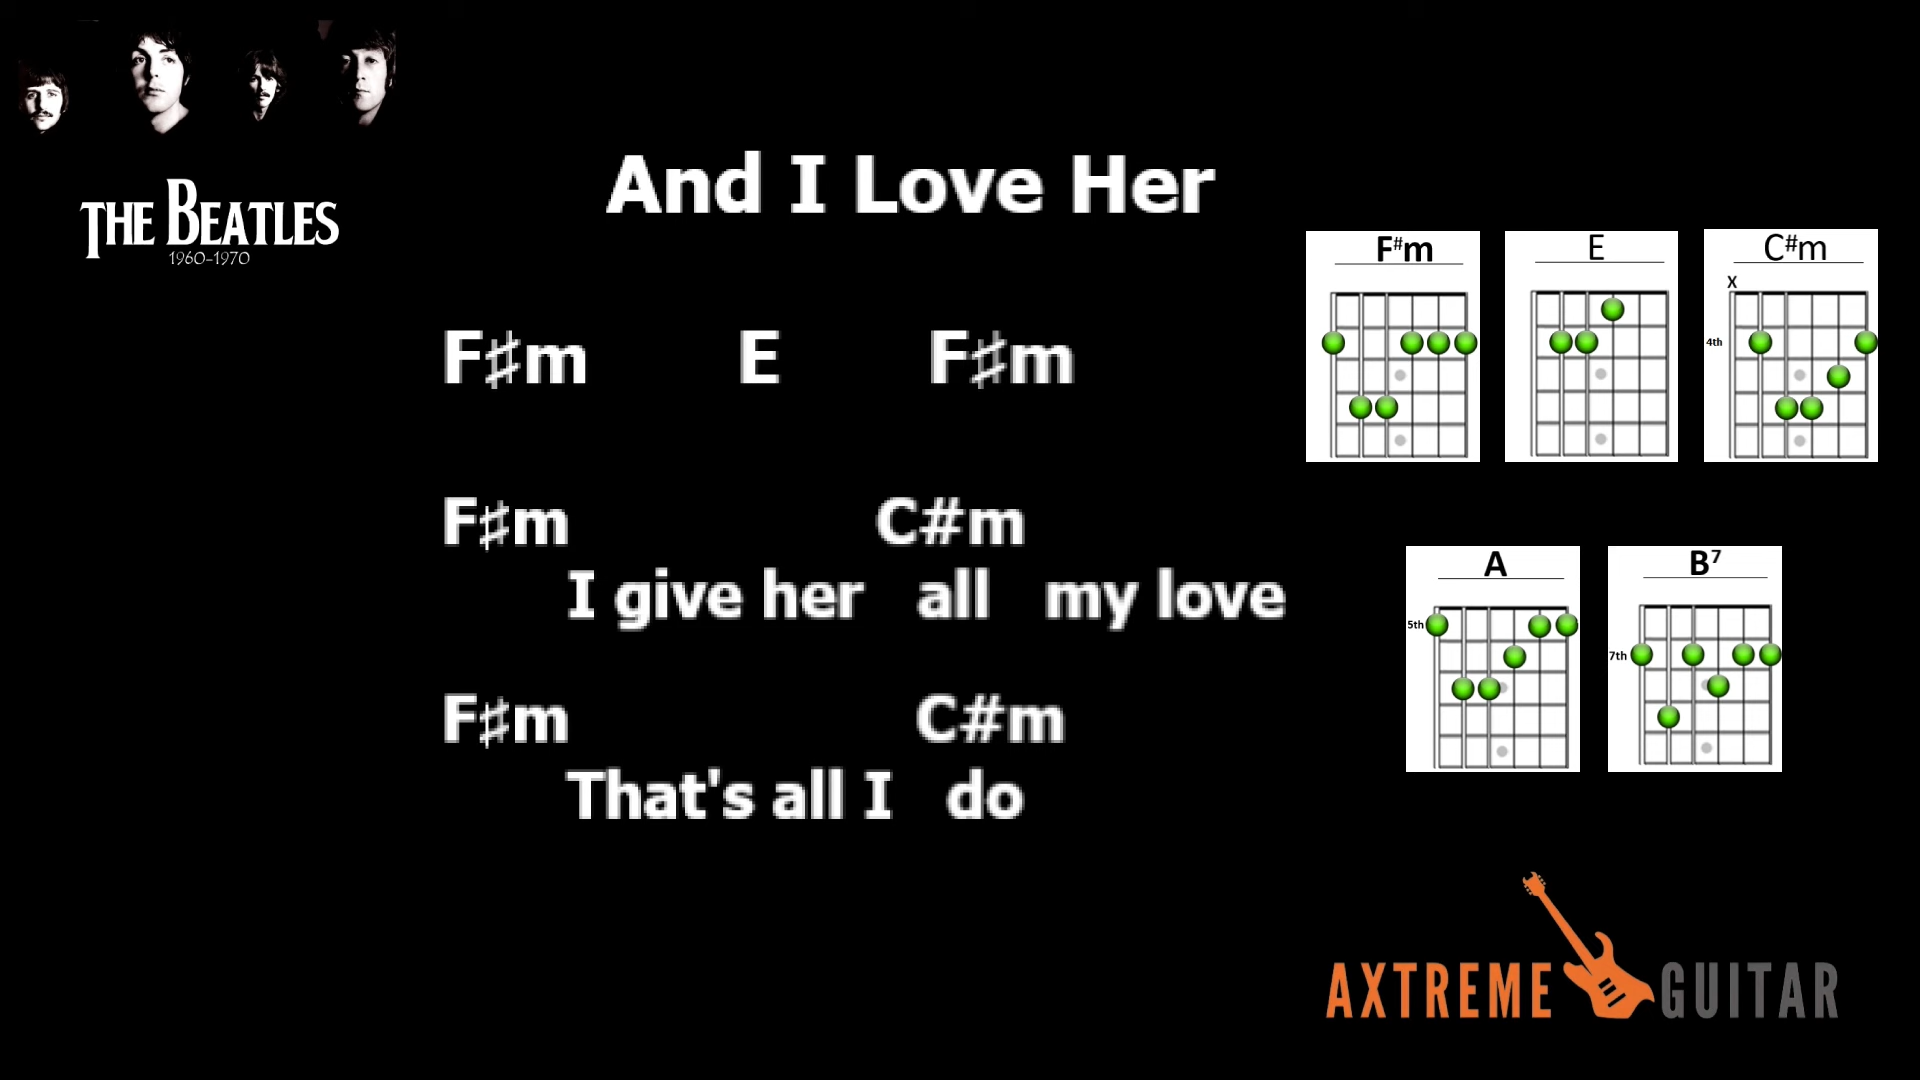 THE BEATLES
1960-1970
And I Love Her
F♯m E F♯m
F♯m C#m
I give her all my love
F♯m C#m
That's all I do
F#m E C#m
X
4th
A B7
5th 7th
AXTREME GUITAR